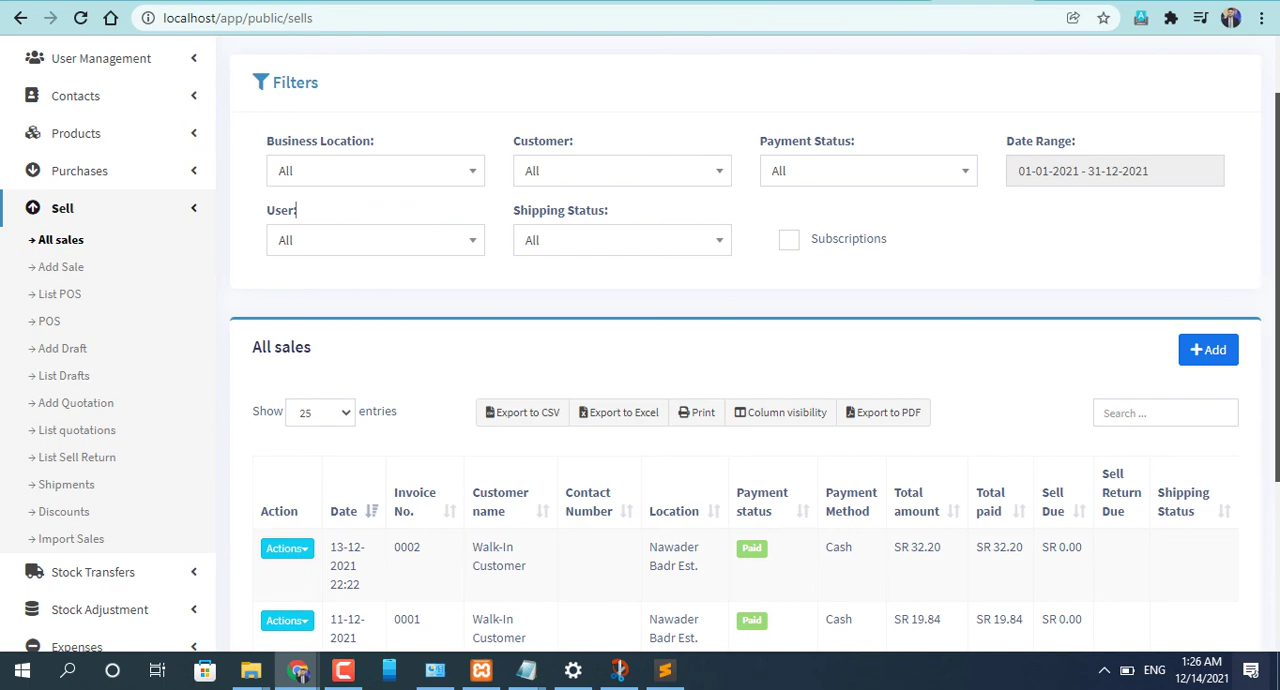 localhost/app/public/sells
User Management
Contacts
Products
Purchases
Sell
All sales
Add Sale
List POS
POS
Add Draft
List Drafts
Add Quotation
List quotations
List Sell Return
Shipments
Discounts
Import Sales
Stock Transfers
Stock Adjustment
Expenses
Filters
Business Location:
All
Customer:
All
Payment Status:
All
Date Range:
01-01-2021 - 31-12-2021
User:
All
Shipping Status:
All
Subscriptions
All sales
Add
Show 25 entries
Export to CSV
Export to Excel
Print
Column visibility
Export to PDF
Search ...
Action
Date
Invoice No.
Customer name
Contact Number
Location
Payment status
Payment Method
Total amount
Total paid
Sell Due
Sell Return Due
Shipping Status
Actions 13-12-2021 22:22 0002 Walk-In Customer Nawader Badr Est. Paid Cash SR 32.20 SR 32.20 SR 0.00
Actions 11-12-2021 0001 Walk-In Customer Nawader Badr Est. Paid Cash SR 19.84 SR 19.84 SR 0.00
ENG
1:26 AM
12/14/2021